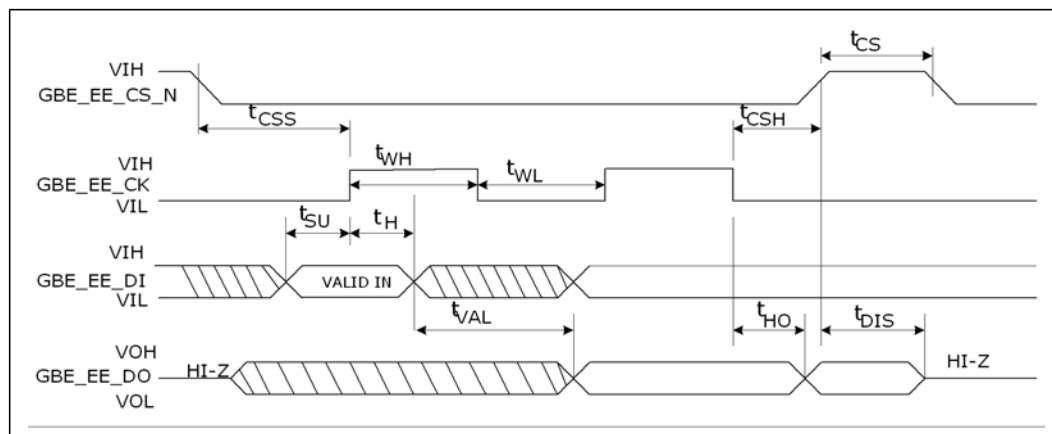 tCS
VIH
GBE_EE_CS_N
tCSS
tCSH
VIH
GBE_EE_CK
VIL
tWH
tWL
tSU
tH
VIH
GBE_EE_DI
VIL
VALID IN
tVAL
tHO
tDIS
VOH
GBE_EE_DO
VOL
HI-Z
HI-Z